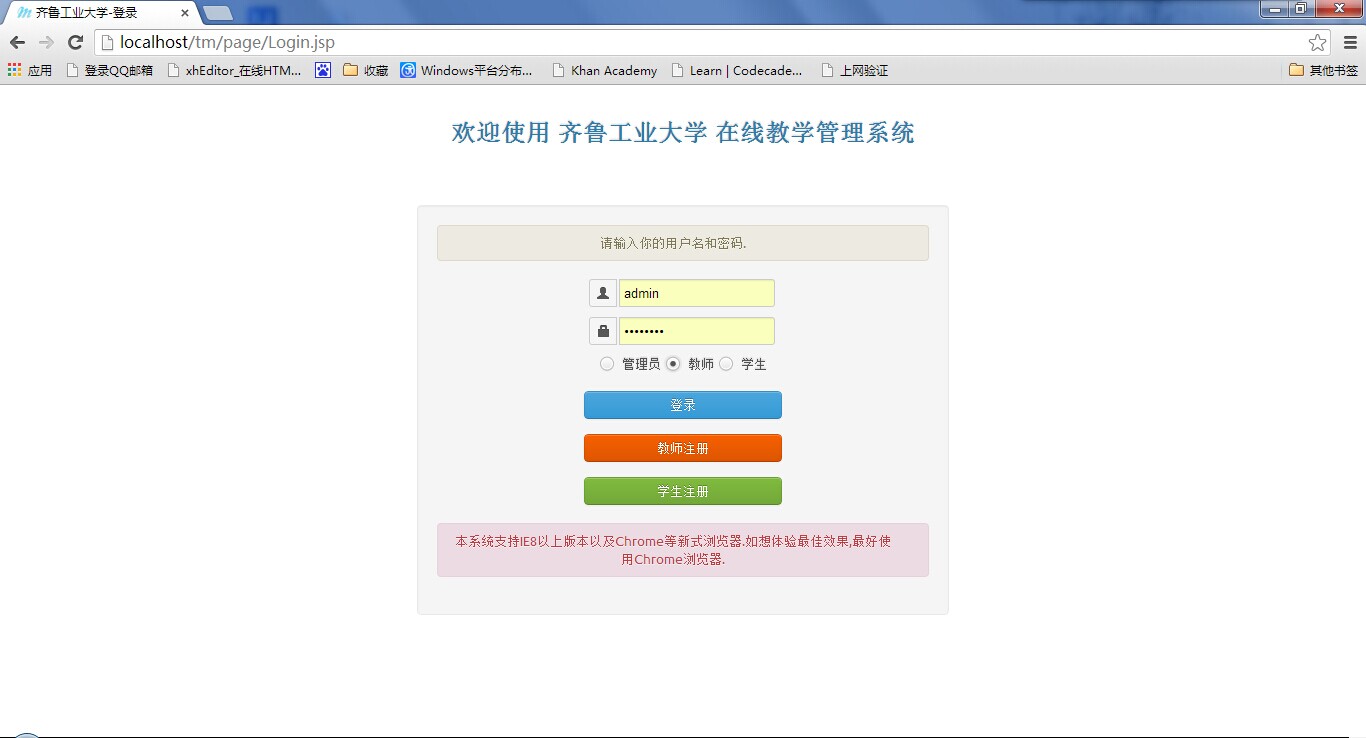 齐鲁工业大学-登录
localhost/tm/page/Login.jsp
应用 登录QQ邮箱 xhEditor_在线HTM... 收藏 Windows平台分布... Khan Academy Learn | Codecade... 上网验证 其他书签
欢迎使用 齐鲁工业大学 在线教学管理系统
请输入你的用户名和密码.
admin
••••••••
管理员 教师 学生
登录
教师注册
学生注册
本系统支持IE8以上版本以及Chrome等新式浏览器.如想体验最佳效果,最好使
用Chrome浏览器.